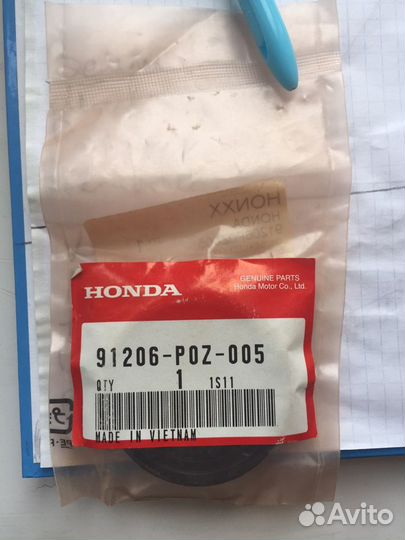 HONXX
HONDA
GENUINE PARTS
Honda Motor Co., Ltd.
HONDA
91206-P0Z-005
QTY 1 1S11
MADE IN VIETNAM
Avito